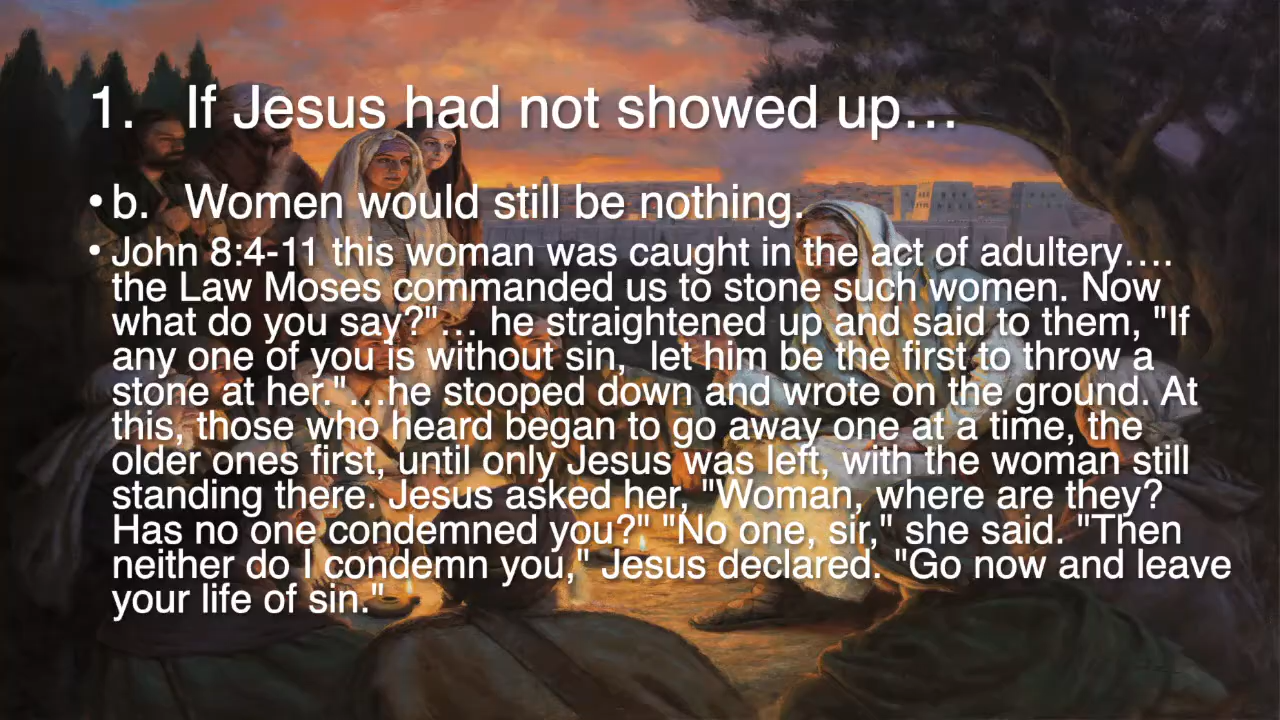 1. If Jesus had not showed up…
• b. Women would still be nothing.
• John 8:4-11 this woman was caught in the act of adultery….
the Law Moses commanded us to stone such women. Now
what do you say?"… he straightened up and said to them, "If
any one of you is without sin,  let him be the first to throw a
stone at her."…he stooped down and wrote on the ground. At
this, those who heard began to go away one at a time, the
older ones first, until only Jesus was left, with the woman still
standing there. Jesus asked her, "Woman, where are they?
Has no one condemned you?" "No one, sir," she said. "Then
neither do I condemn you," Jesus declared. "Go now and leave
your life of sin."